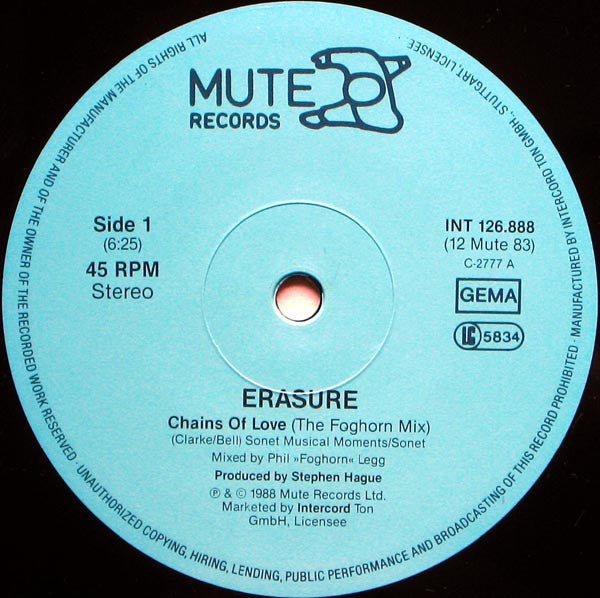 MUTE
RECORDS
Side 1
(6:25)
45 RPM
Stereo
INT 126.888
(12 Mute 83)
C-2777 A
GEMA
LC 5834
ERASURE
Chains Of Love (The Foghorn Mix)
(Clarke/Bell) Sonet Musical Moments/Sonet
Mixed by Phil »Foghorn« Legg
Produced by Stephen Hague
℗ & © 1988 Mute Records Ltd.
Marketed by Intercord Ton
GmbH, Licensee
ALL RIGHTS OF THE MANUFACTURER AND OF THE OWNER OF THE RECORDED WORK RESERVED · UNAUTHORIZED COPYING, HIRING, LENDING, PUBLIC PERFORMANCE AND BROADCASTING OF THIS RECORD PROHIBITED · MANUFACTURED BY INTERCORD TON GMBH., STUTTGART, LICENSEE